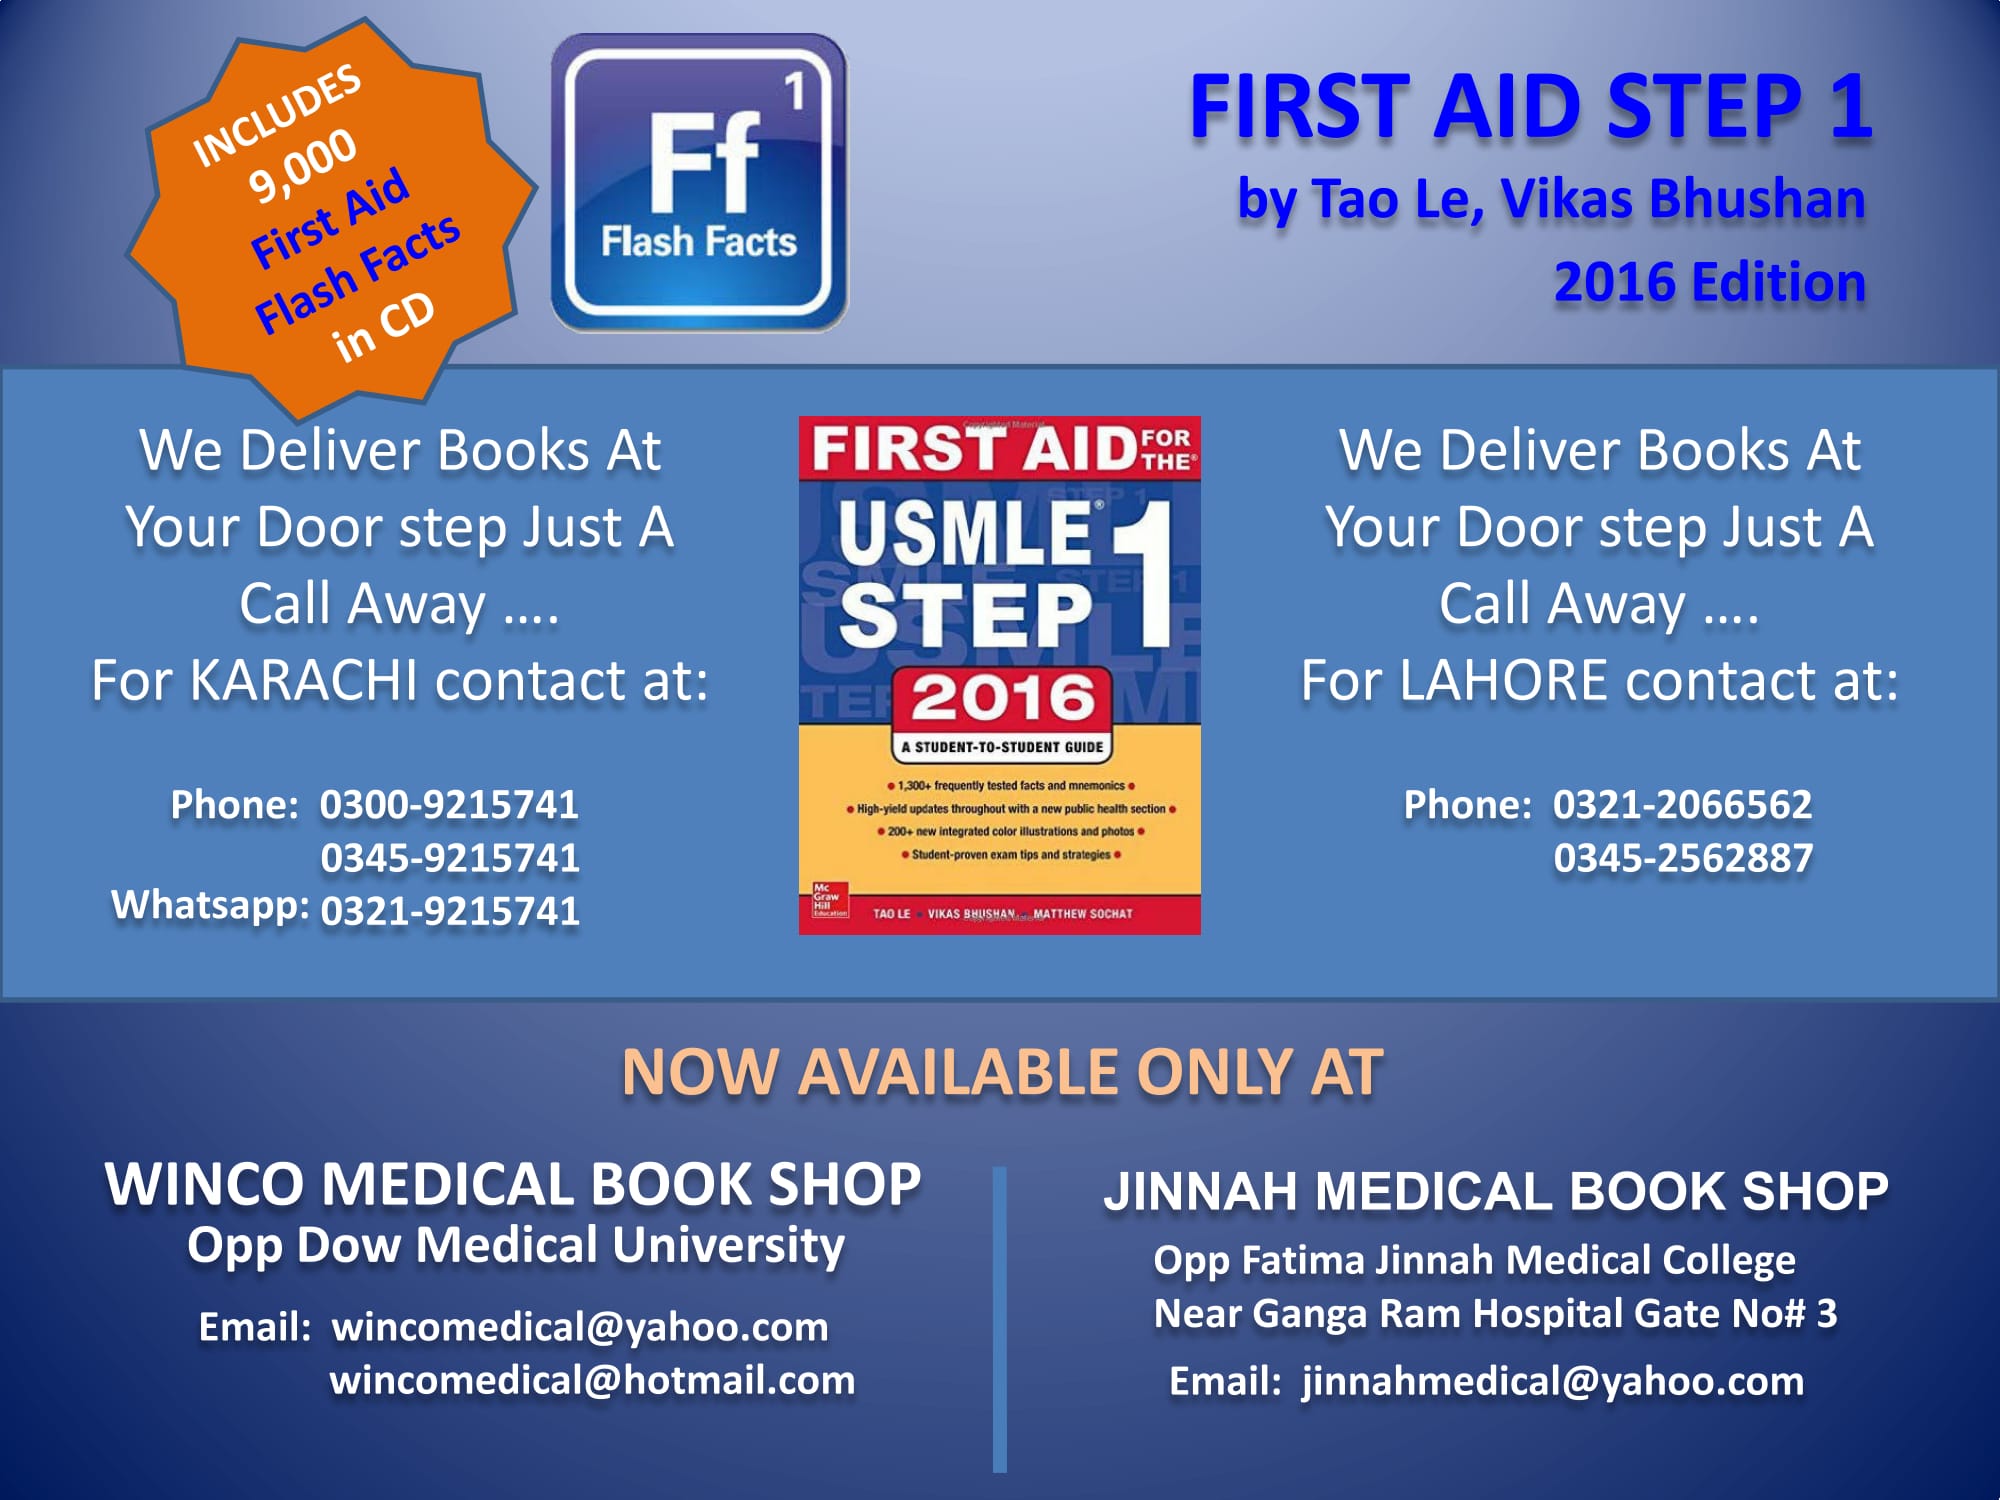 INCLUDES
9,000
First Aid
Flash Facts
in CD
1
Ff
Flash Facts
FIRST AID STEP 1
by Tao Le, Vikas Bhushan
2016 Edition
We Deliver Books At
Your Door step Just A
Call Away ....
For KARACHI contact at:
Phone: 0300-9215741
0345-9215741
Whatsapp: 0321-9215741
Copyrighted Material
FIRST AID FOR THE®
USMLE®
STEP 1
2016
A STUDENT-TO-STUDENT GUIDE
• 1,300+ frequently tested facts and mnemonics •
• High-yield updates throughout with a new public health section •
• 200+ new integrated color illustrations and photos •
• Student-proven exam tips and strategies •
Mc
Graw
Hill
Education
TAO LE • VIKAS BHUSHAN • MATTHEW SOCHAT
Copyrighted Material
We Deliver Books At
Your Door step Just A
Call Away ....
For LAHORE contact at:
Phone: 0321-2066562
0345-2562887
NOW AVAILABLE ONLY AT
WINCO MEDICAL BOOK SHOP
Opp Dow Medical University
Email: wincomedical@yahoo.com
wincomedical@hotmail.com
JINNAH MEDICAL BOOK SHOP
Opp Fatima Jinnah Medical College
Near Ganga Ram Hospital Gate No# 3
Email: jinnahmedical@yahoo.com